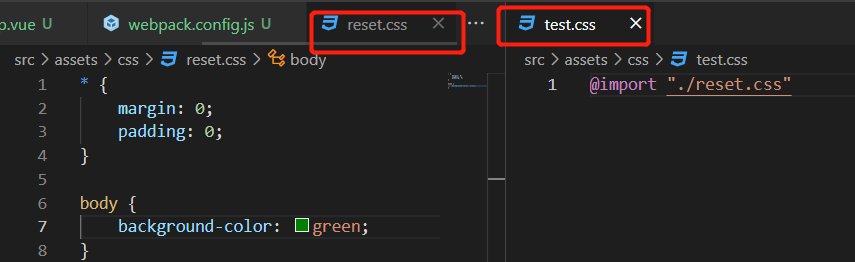 p.vue U webpack.config.js U reset.css × ···
src > assets > css > reset.css > body
1 * {
2 margin: 0;
3 padding: 0;
4 }
5
6 body {
7 background-color: green;
8 }
test.css ×
src > assets > css > test.css
1 @import "./reset.css"